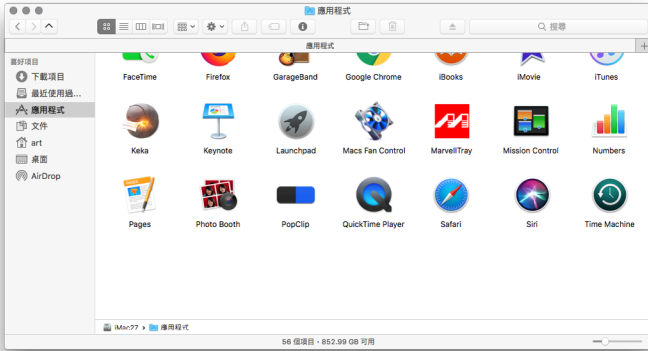 應用程式
搜尋
應用程式
喜好項目
下載項目
最近使用過...
應用程式
文件
art
桌面
AirDrop
FaceTime
Firefox
GarageBand
Google Chrome
iBooks
iMovie
iTunes
Keka
Keynote
Launchpad
Macs Fan Control
MarvellTray
Mission Control
Numbers
Pages
Photo Booth
PopClip
QuickTime Player
Safari
Siri
Time Machine
iMac27 › 應用程式
56 個項目，852.99 GB 可用